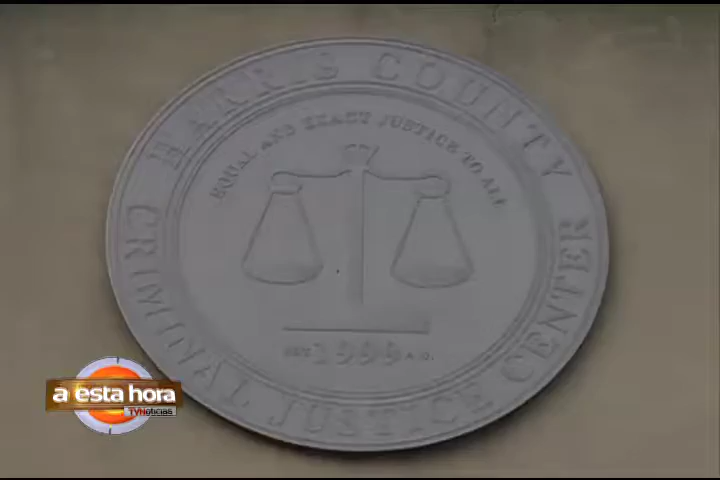 HARRIS COUNTY
EQUAL AND EXACT JUSTICE TO ALL
EST 1999 A.D.
CRIMINAL JUSTICE CENTER
a esta hora
TVNoticias